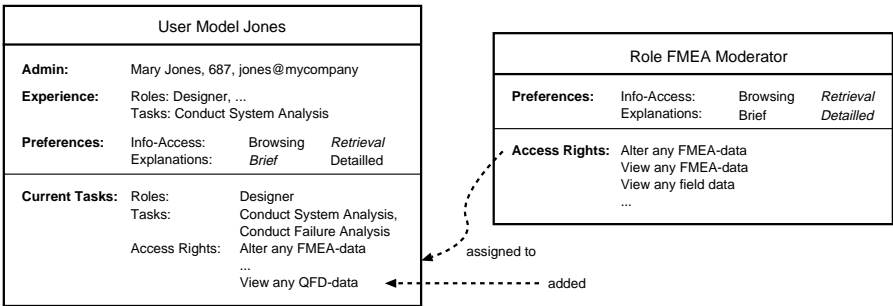 User Model Jones
Admin: Mary Jones, 687, jones@mycompany
Experience: Roles: Designer, ...
Tasks: Conduct System Analysis
Preferences: Info-Access: Browsing Retrieval
Explanations: Brief Detailled
Current Tasks: Roles: Designer
Tasks: Conduct System Analysis,
Conduct Failure Analysis
Access Rights: Alter any FMEA-data
...
View any QFD-data
Role FMEA Moderator
Preferences: Info-Access: Browsing Retrieval
Explanations: Brief Detailled
Access Rights: Alter any FMEA-data
View any FMEA-data
View any field data
...
assigned to
added